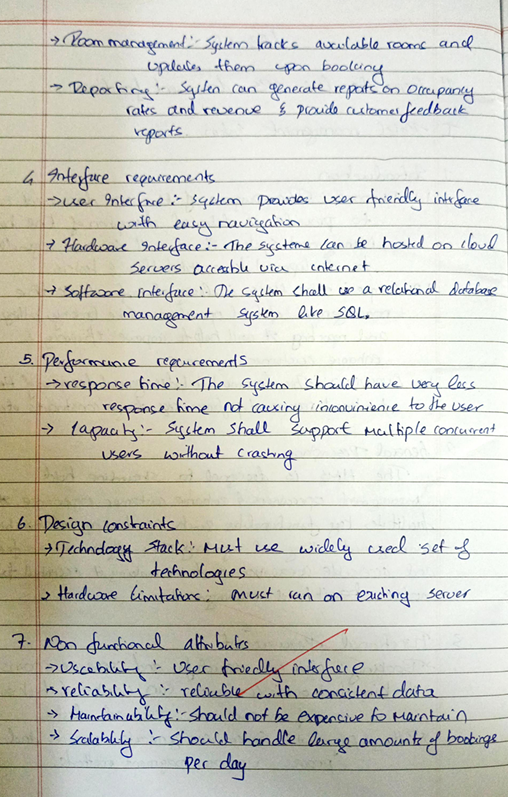 → Room management:- System tracks available rooms and
updates them upon booking
→ Reporting:- System can generate reports on occupancy
rates and revenue & provide customer feedback
reports
4. Interface requirements
→ User Interface:- System provides user friendly interface
with easy navigation
→ Hardware Interface:- The systeme can be hosted on cloud
servers accesable via internet
→ Software interface:- The system shall use a relational database
management system like SQL.
5. Performance requirements
→ response time:- The system should have very less
response time not causing inconvinience to the user
→ Capacity:- System shall support multiple concurrent
users without crashing
6. Design constraints
→ Technology Stack: Must use widely used set of
technologies
→ Hardware Limitations: Must run on existing server
7. Non functional attributes
→ Useability:- User friendly interface
→ reliability:- reliable with consistent data
→ Maintainability:- Should not be expensive to maintain
→ Scalability:- Should handle large amounts of bookings
per day